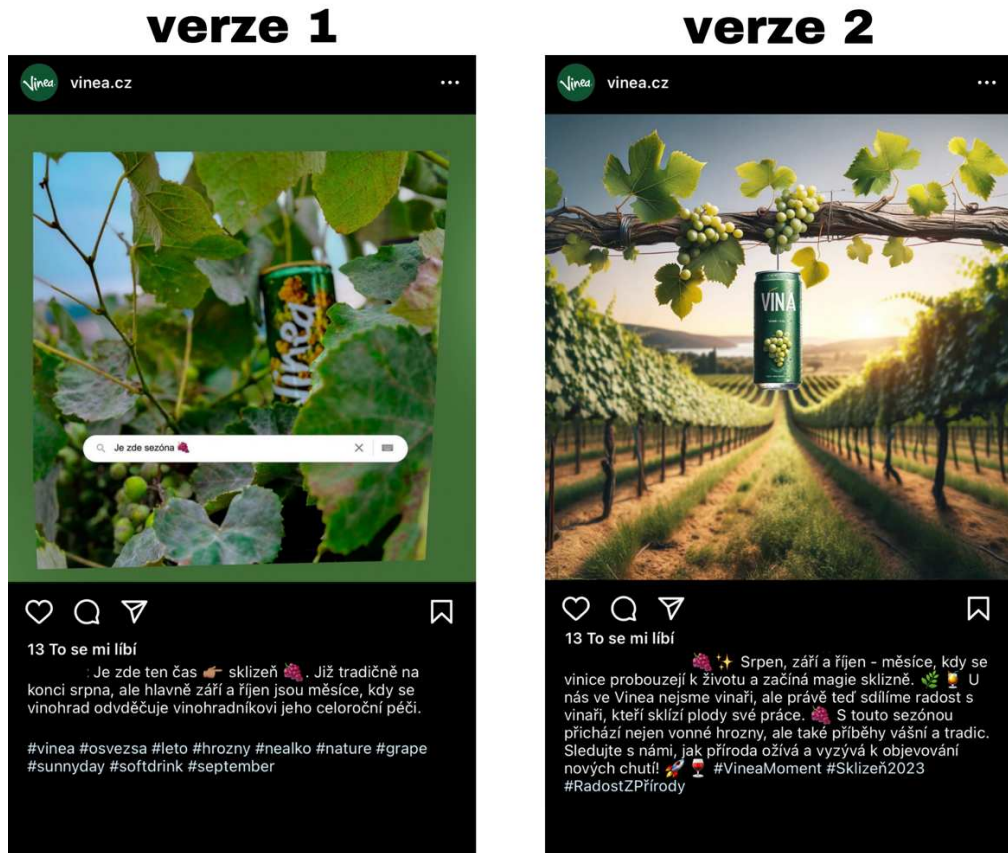 verze 1
Vinea
vinea.cz
vinea
Je zde sezóna 🍇
13 To se mi líbí
: Je zde ten čas 👉🏽 sklizeň 🍇. Již tradičně na
konci srpna, ale hlavně září a říjen jsou měsíce, kdy se
vinohrad odvděčuje vinohradníkovi jeho celoroční péči.
#vinea #osvezsa #leto #hrozny #nealko #nature #grape
#sunnyday #softdrink #september
verze 2
Vinea
vinea.cz
VINA
13 To se mi líbí
🍇 ✨ Srpen, září a říjen - měsíce, kdy se
vinice probouzejí k životu a začíná magie sklizně. 🌿 🍹 U
nás ve Vinea nejsme vinaři, ale právě teď sdílíme radost s
vinaři, kteří sklízí plody své práce. 🍇 S touto sezónou
přichází nejen vonné hrozny, ale také příběhy vášní a tradic.
Sledujte s námi, jak příroda ožívá a vyzývá k objevování
nových chutí! 🚀 🍷 #VineaMoment #Sklizeň2023
#RadostZPřírody